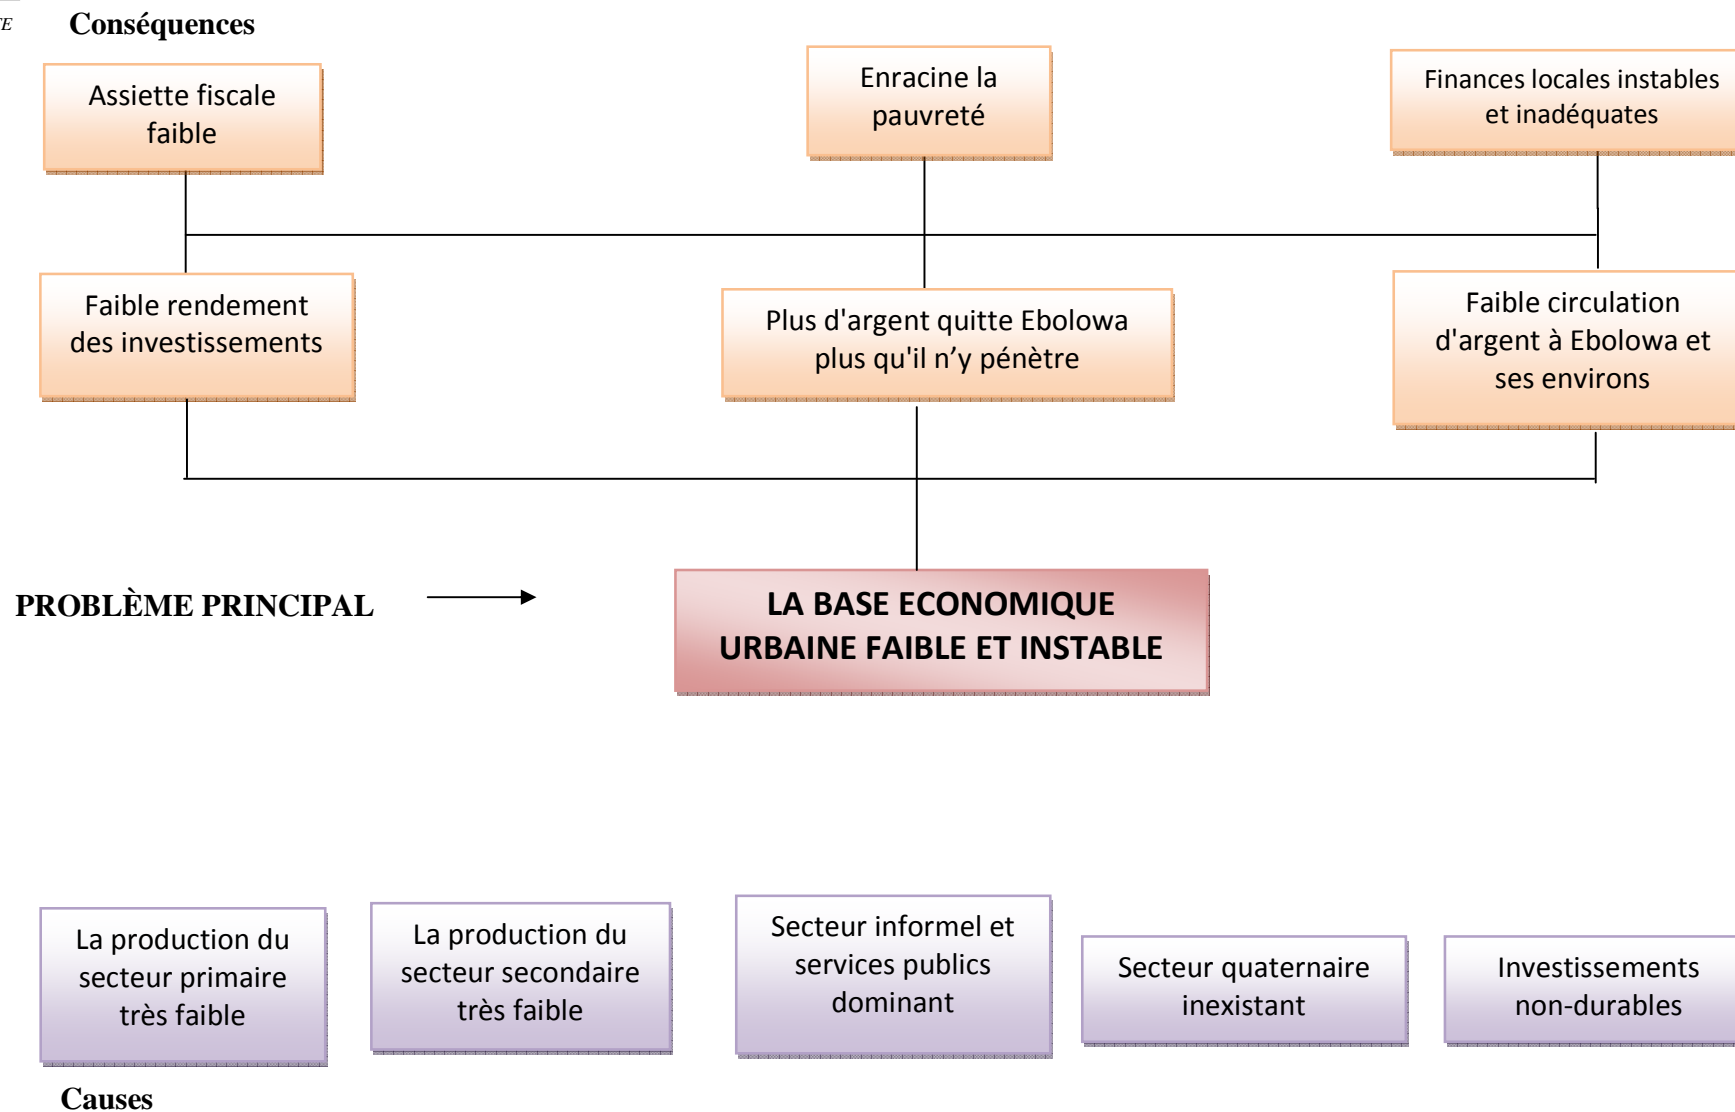 TE
Conséquences
Assiette fiscale
faible
Enracine la
pauvreté
Finances locales instables
et inadéquates
Faible rendement
des investissements
Plus d'argent quitte Ebolowa
plus qu'il n’y pénètre
Faible circulation
d'argent à Ebolowa et
ses environs
PROBLÈME PRINCIPAL
LA BASE ECONOMIQUE
URBAINE FAIBLE ET INSTABLE
La production du
secteur primaire
très faible
La production du
secteur secondaire
très faible
Secteur informel et
services publics
dominant
Secteur quaternaire
inexistant
Investissements
non-durables
Causes